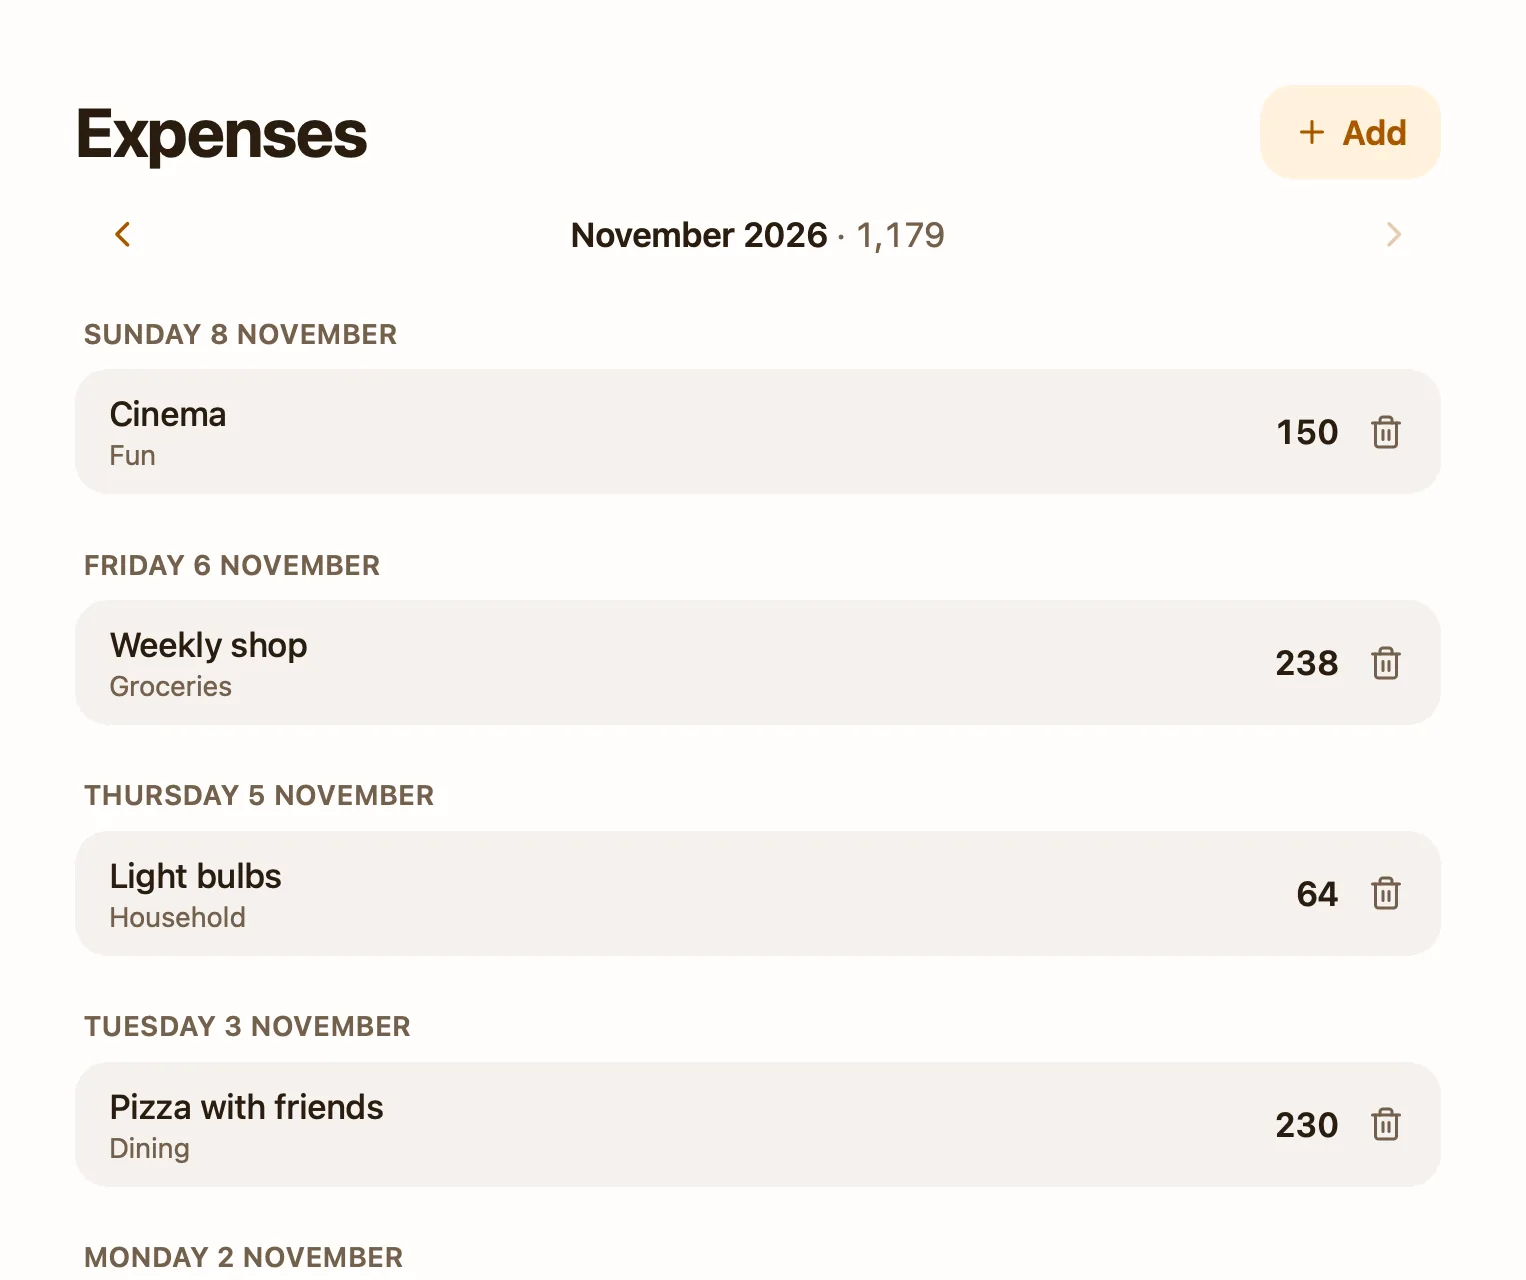 Expenses
+ Add
November 2026 · 1,179
SUNDAY 8 NOVEMBER
Cinema
Fun
150
FRIDAY 6 NOVEMBER
Weekly shop
Groceries
238
THURSDAY 5 NOVEMBER
Light bulbs
Household
64
TUESDAY 3 NOVEMBER
Pizza with friends
Dining
230
MONDAY 2 NOVEMBER